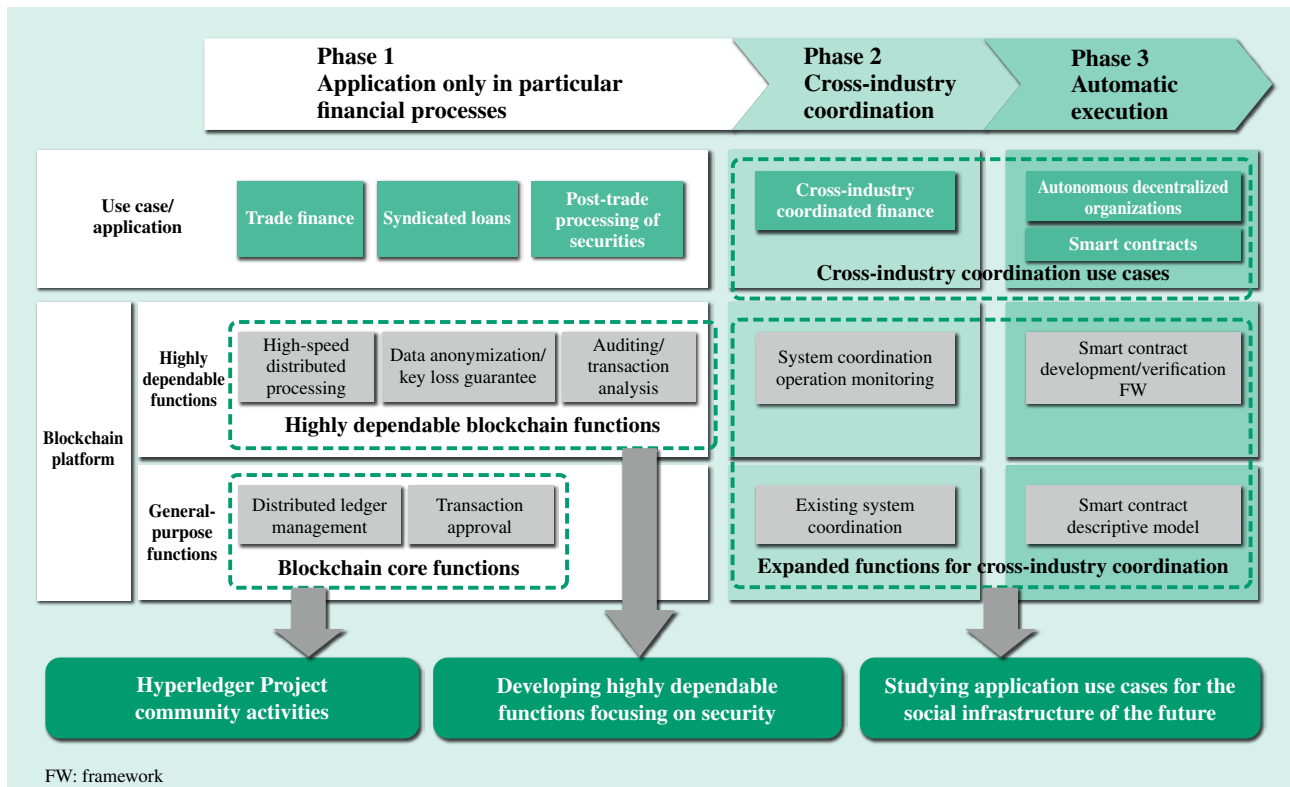 Phase 1
Application only in particular
financial processes
Phase 2
Cross-industry
coordination
Phase 3
Automatic
execution
Use case/
application
Trade finance
Syndicated loans
Post-trade
processing of
securities
Cross-industry
coordinated finance
Autonomous decentralized
organizations
Smart contracts
Cross-industry coordination use cases
Blockchain
platform
Highly
dependable
functions
High-speed
distributed
processing
Data anonymization/
key loss guarantee
Auditing/
transaction
analysis
Highly dependable blockchain functions
System coordination
operation monitoring
Smart contract
development/verification
FW
General-
purpose
functions
Distributed ledger
management
Transaction
approval
Blockchain core functions
Existing system
coordination
Smart contract
descriptive model
Expanded functions for cross-industry coordination
Hyperledger Project
community activities
Developing highly dependable
functions focusing on security
Studying application use cases for the
social infrastructure of the future
FW: framework